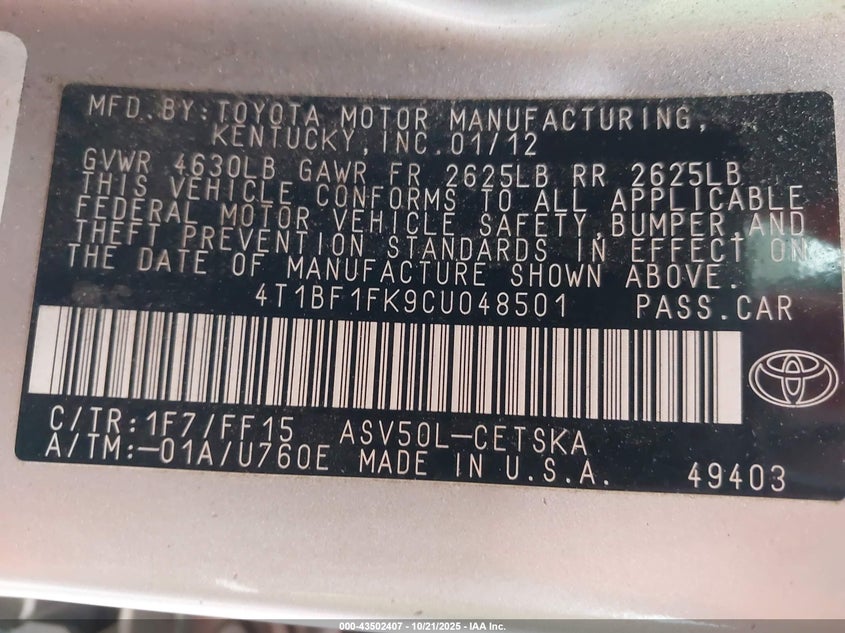 MFD.BY:TOYOTA MOTOR MANUFACTURING,
KENTUCKY,INC.01/12
GVWR 4630LB GAWR FR 2625LB RR 2625LB
THIS VEHICLE CONFORMS TO ALL APPLICABLE
FEDERAL MOTOR VEHICLE SAFETY,BUMPER,AND
THEFT PREVENTION STANDARDS IN EFFECT ON
THE DATE OF MANUFACTURE SHOWN ABOVE.
4T1BF1FK9CU048501 PASS.CAR
C/TR:1F7/FF15 ASV50L-CETSKA
A/TM:-01A/U760E MADE IN U.S.A. 49403
000-43502407 - 10/21/2025 - IAA Inc.